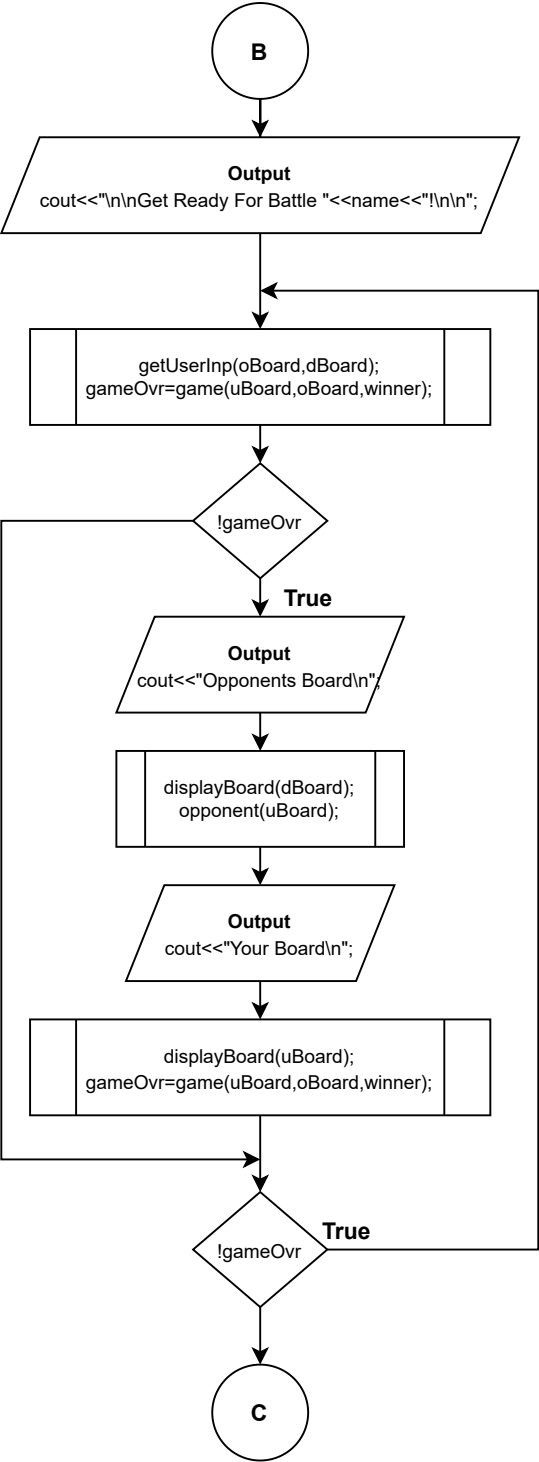 B
Output
cout<<"\n\nGet Ready For Battle "<<name<<"!\n\n";
getUserInp(oBoard,dBoard);
gameOvr=game(uBoard,oBoard,winner);
!gameOvr
True
Output
cout<<"Opponents Board\n";
displayBoard(dBoard);
opponent(uBoard);
Output
cout<<"Your Board\n";
displayBoard(uBoard);
gameOvr=game(uBoard,oBoard,winner);
True
!gameOvr
C